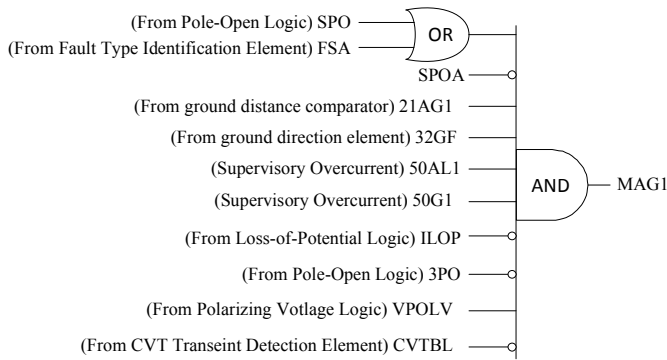 (From Pole-Open Logic) SPO
OR
(From Fault Type Identification Element) FSA
SPOA
(From ground distance comparator) 21AG1
(From ground direction element) 32GF
(Supervisory Overcurrent) 50AL1
AND
MAG1
(Supervisory Overcurrent) 50G1
(From Loss-of-Potential Logic) ILOP
(From Pole-Open Logic) 3PO
(From Polarizing Votlage Logic) VPOLV
(From CVT Transeint Detection Element) CVTBL